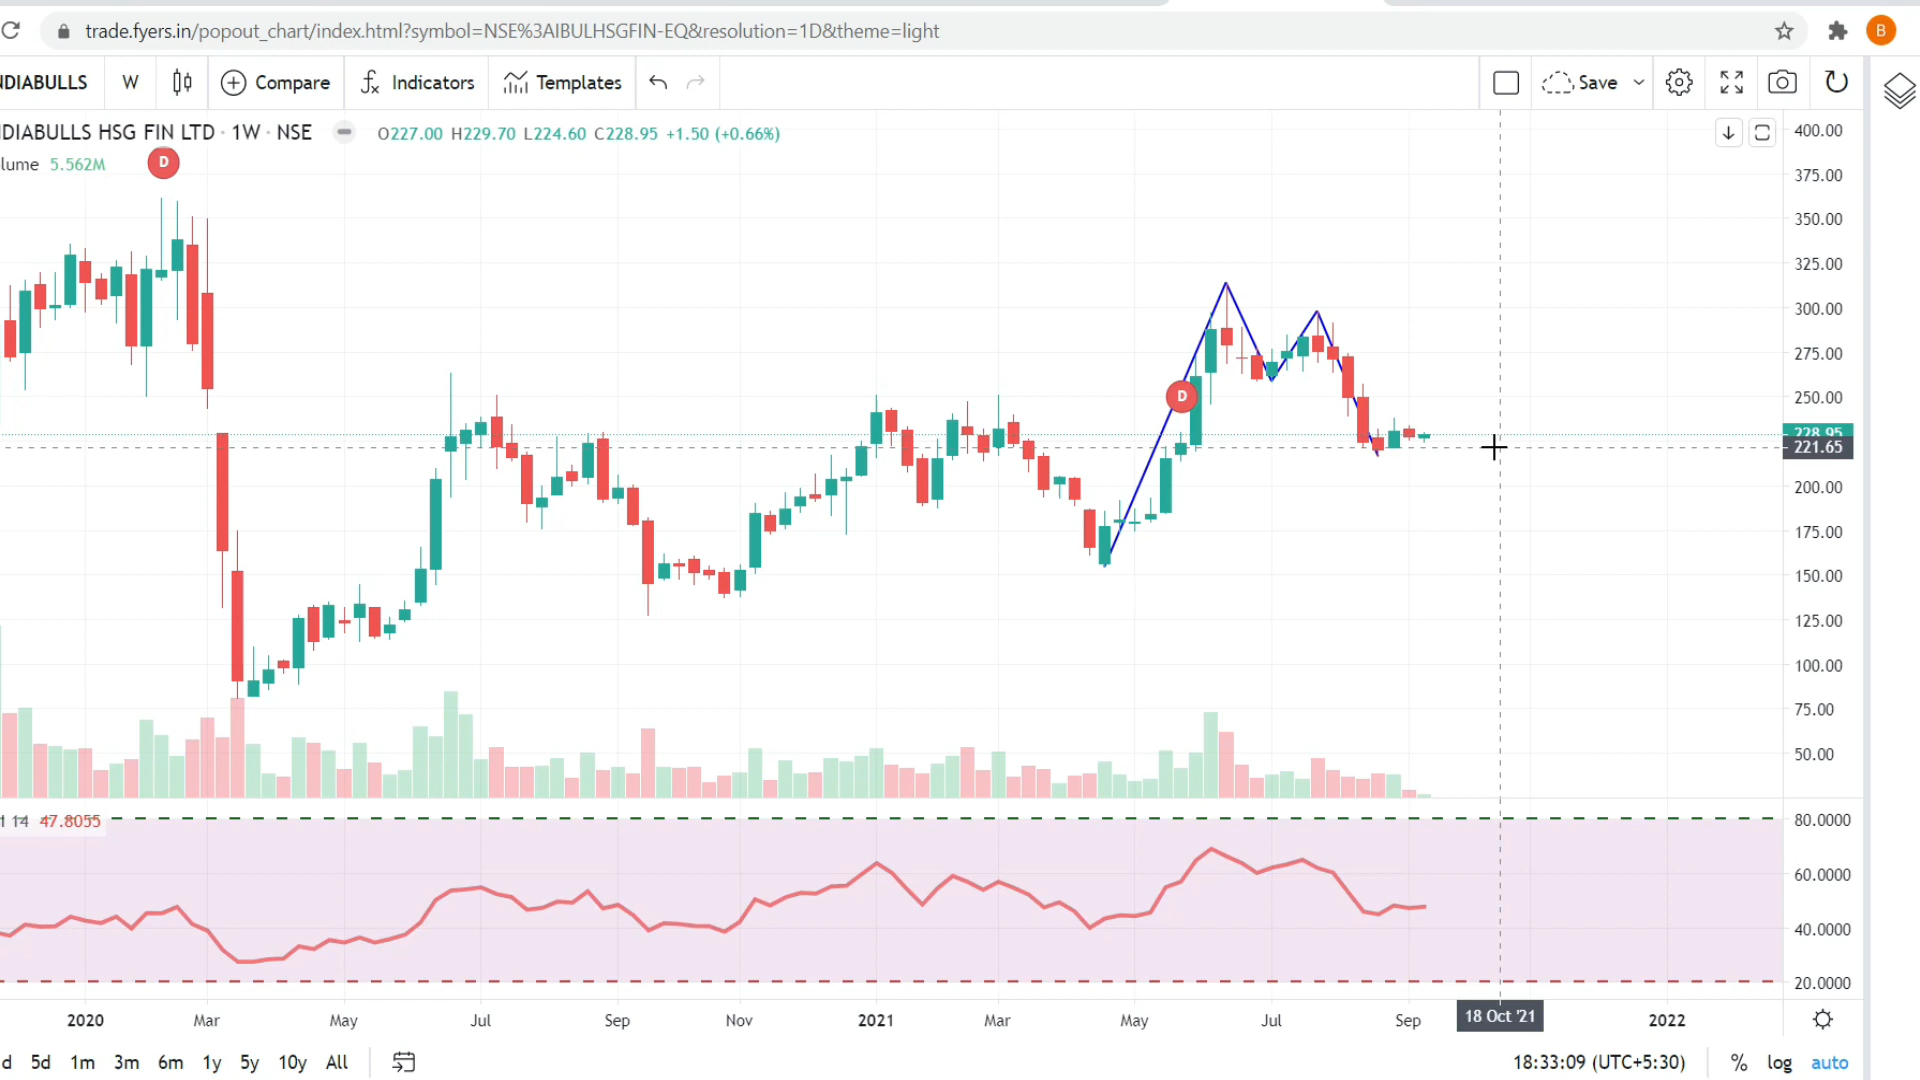 trade.fyers.in/popout_chart/index.html?symbol=NSE%3AIBULHSGFIN-EQ&resolution=1D&theme=light
B
NDIABULLS W Compare Indicators Templates Save
DIABULLS HSG FIN LTD · 1W · NSE O227.00 H229.70 L224.60 C228.95 +1.50 (+0.66%)
lume 5.562M
D
D
400.00
375.00
350.00
325.00
300.00
275.00
250.00
228.95
221.65
200.00
175.00
150.00
125.00
100.00
75.00
50.00
14 47.8055
80.0000
60.0000
40.0000
20.0000
2020 Mar May Jul Sep Nov 2021 Mar May Jul Sep 18 Oct '21 2022
d 5d 1m 3m 6m 1y 5y 10y All 18:33:09 (UTC+5:30) % log auto